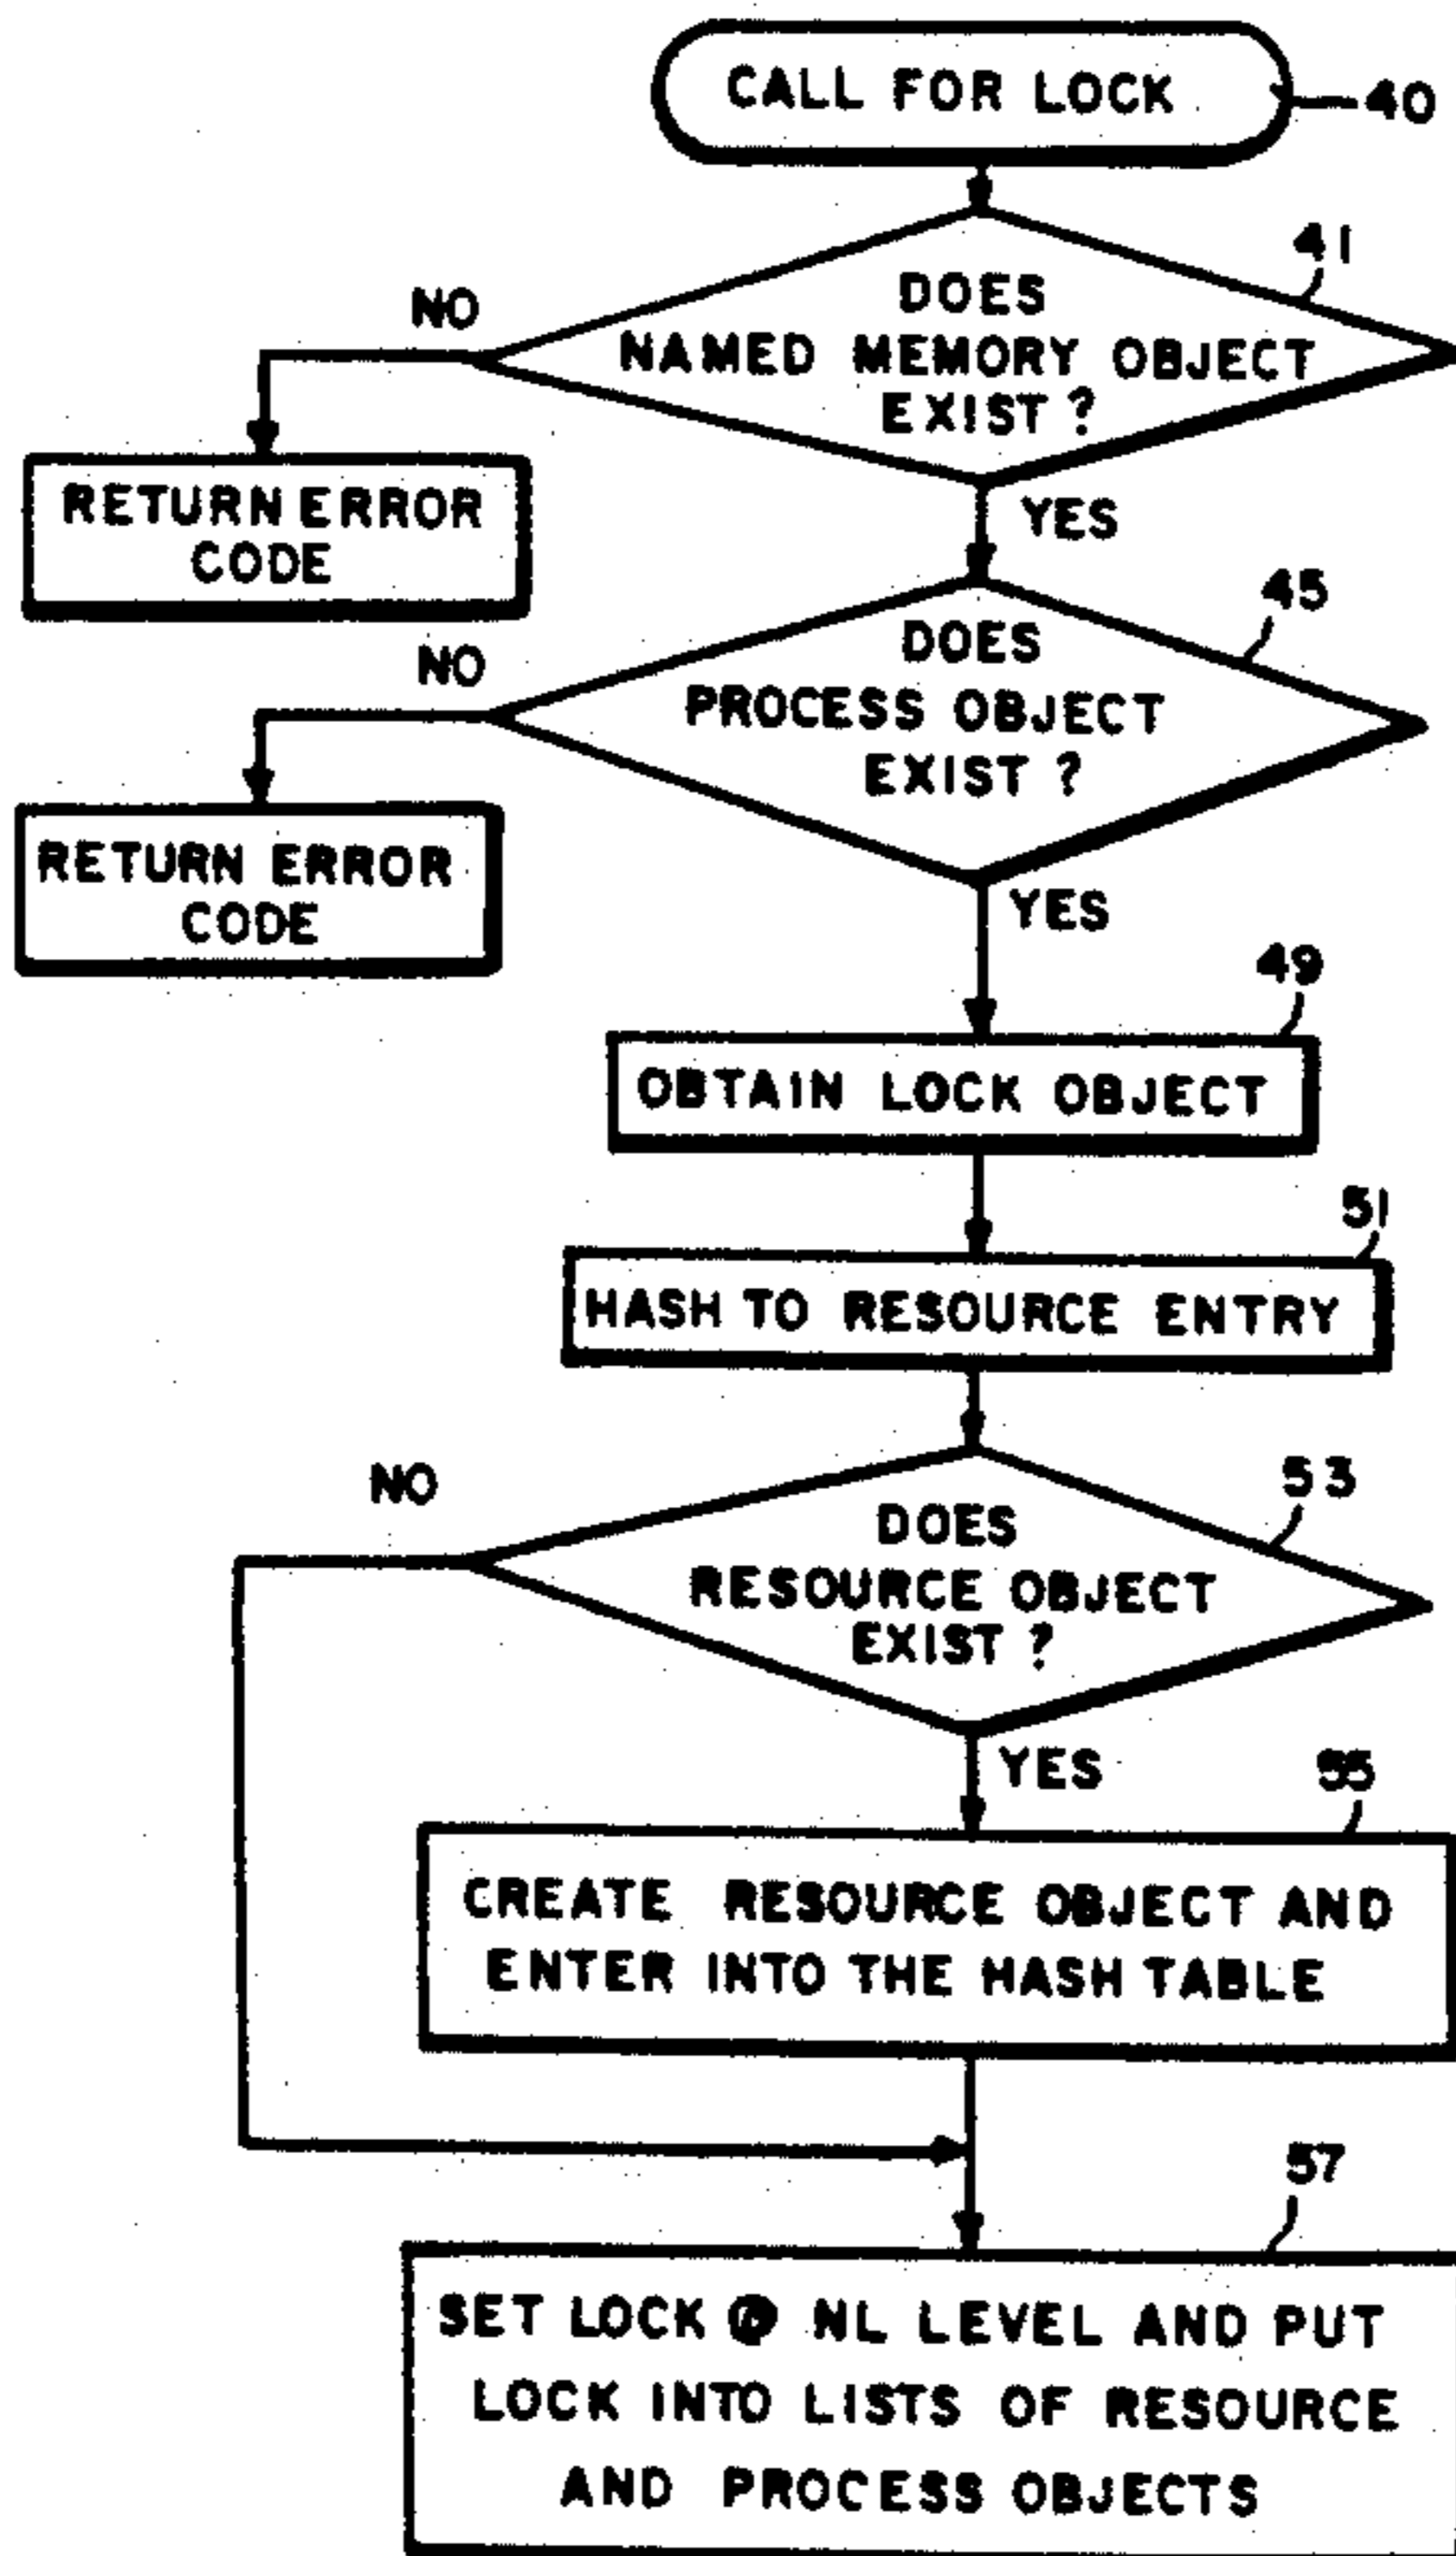 CALL FOR LOCK
40
41
DOES
NAMED MEMORY OBJECT
EXIST ?
NO
RETURN ERROR
CODE
YES
45
DOES
PROCESS OBJECT
EXIST ?
NO
RETURN ERROR
CODE
YES
49
OBTAIN LOCK OBJECT
51
HASH TO RESOURCE ENTRY
53
NO
DOES
RESOURCE OBJECT
EXIST ?
YES
55
CREATE RESOURCE OBJECT AND
ENTER INTO THE HASH TABLE
57
SET LOCK @ NL LEVEL AND PUT
LOCK INTO LISTS OF RESOURCE
AND PROCESS OBJECTS